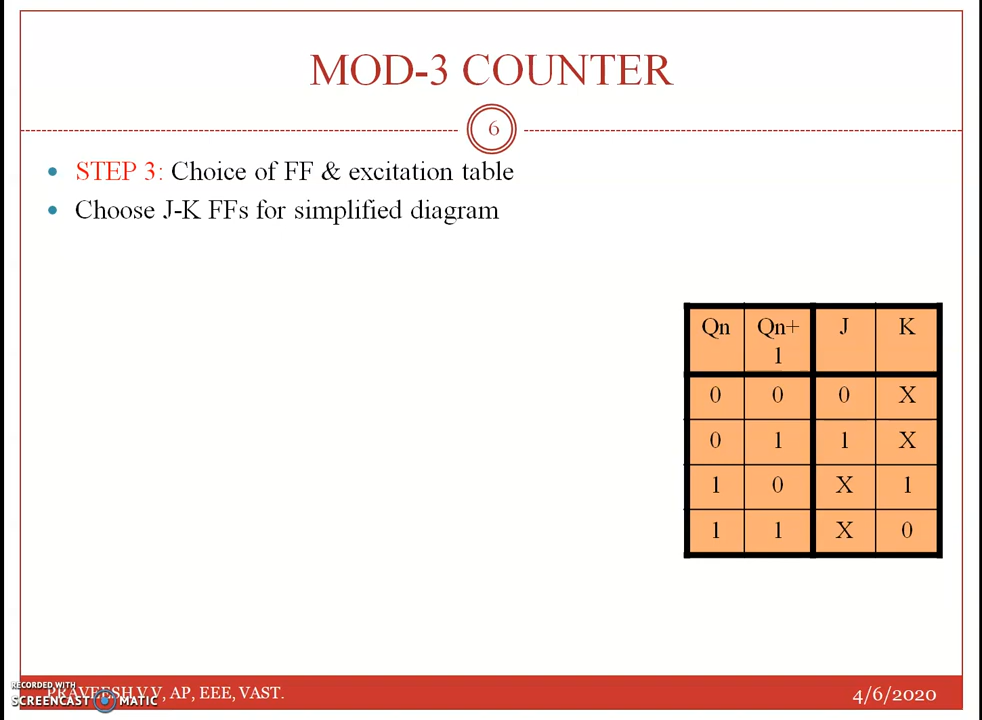 MOD-3 COUNTER
6
STEP 3: Choice of FF & excitation table
Choose J-K FFs for simplified diagram
Qn Qn+1 J K
0 0 0 X
0 1 1 X
1 0 X 1
1 1 X 0
RECORDED WITH
SCREENCAST MATIC
PRAVEESH.V.V, AP, EEE, VAST.
4/6/2020